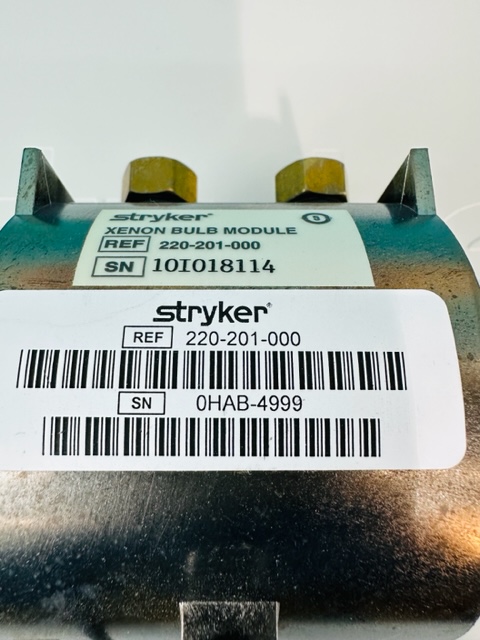 stryker®
XENON BULB MODULE
REF 220-201-000
SN 10I018114
stryker®
REF 220-201-000
SN 0HAB-4999